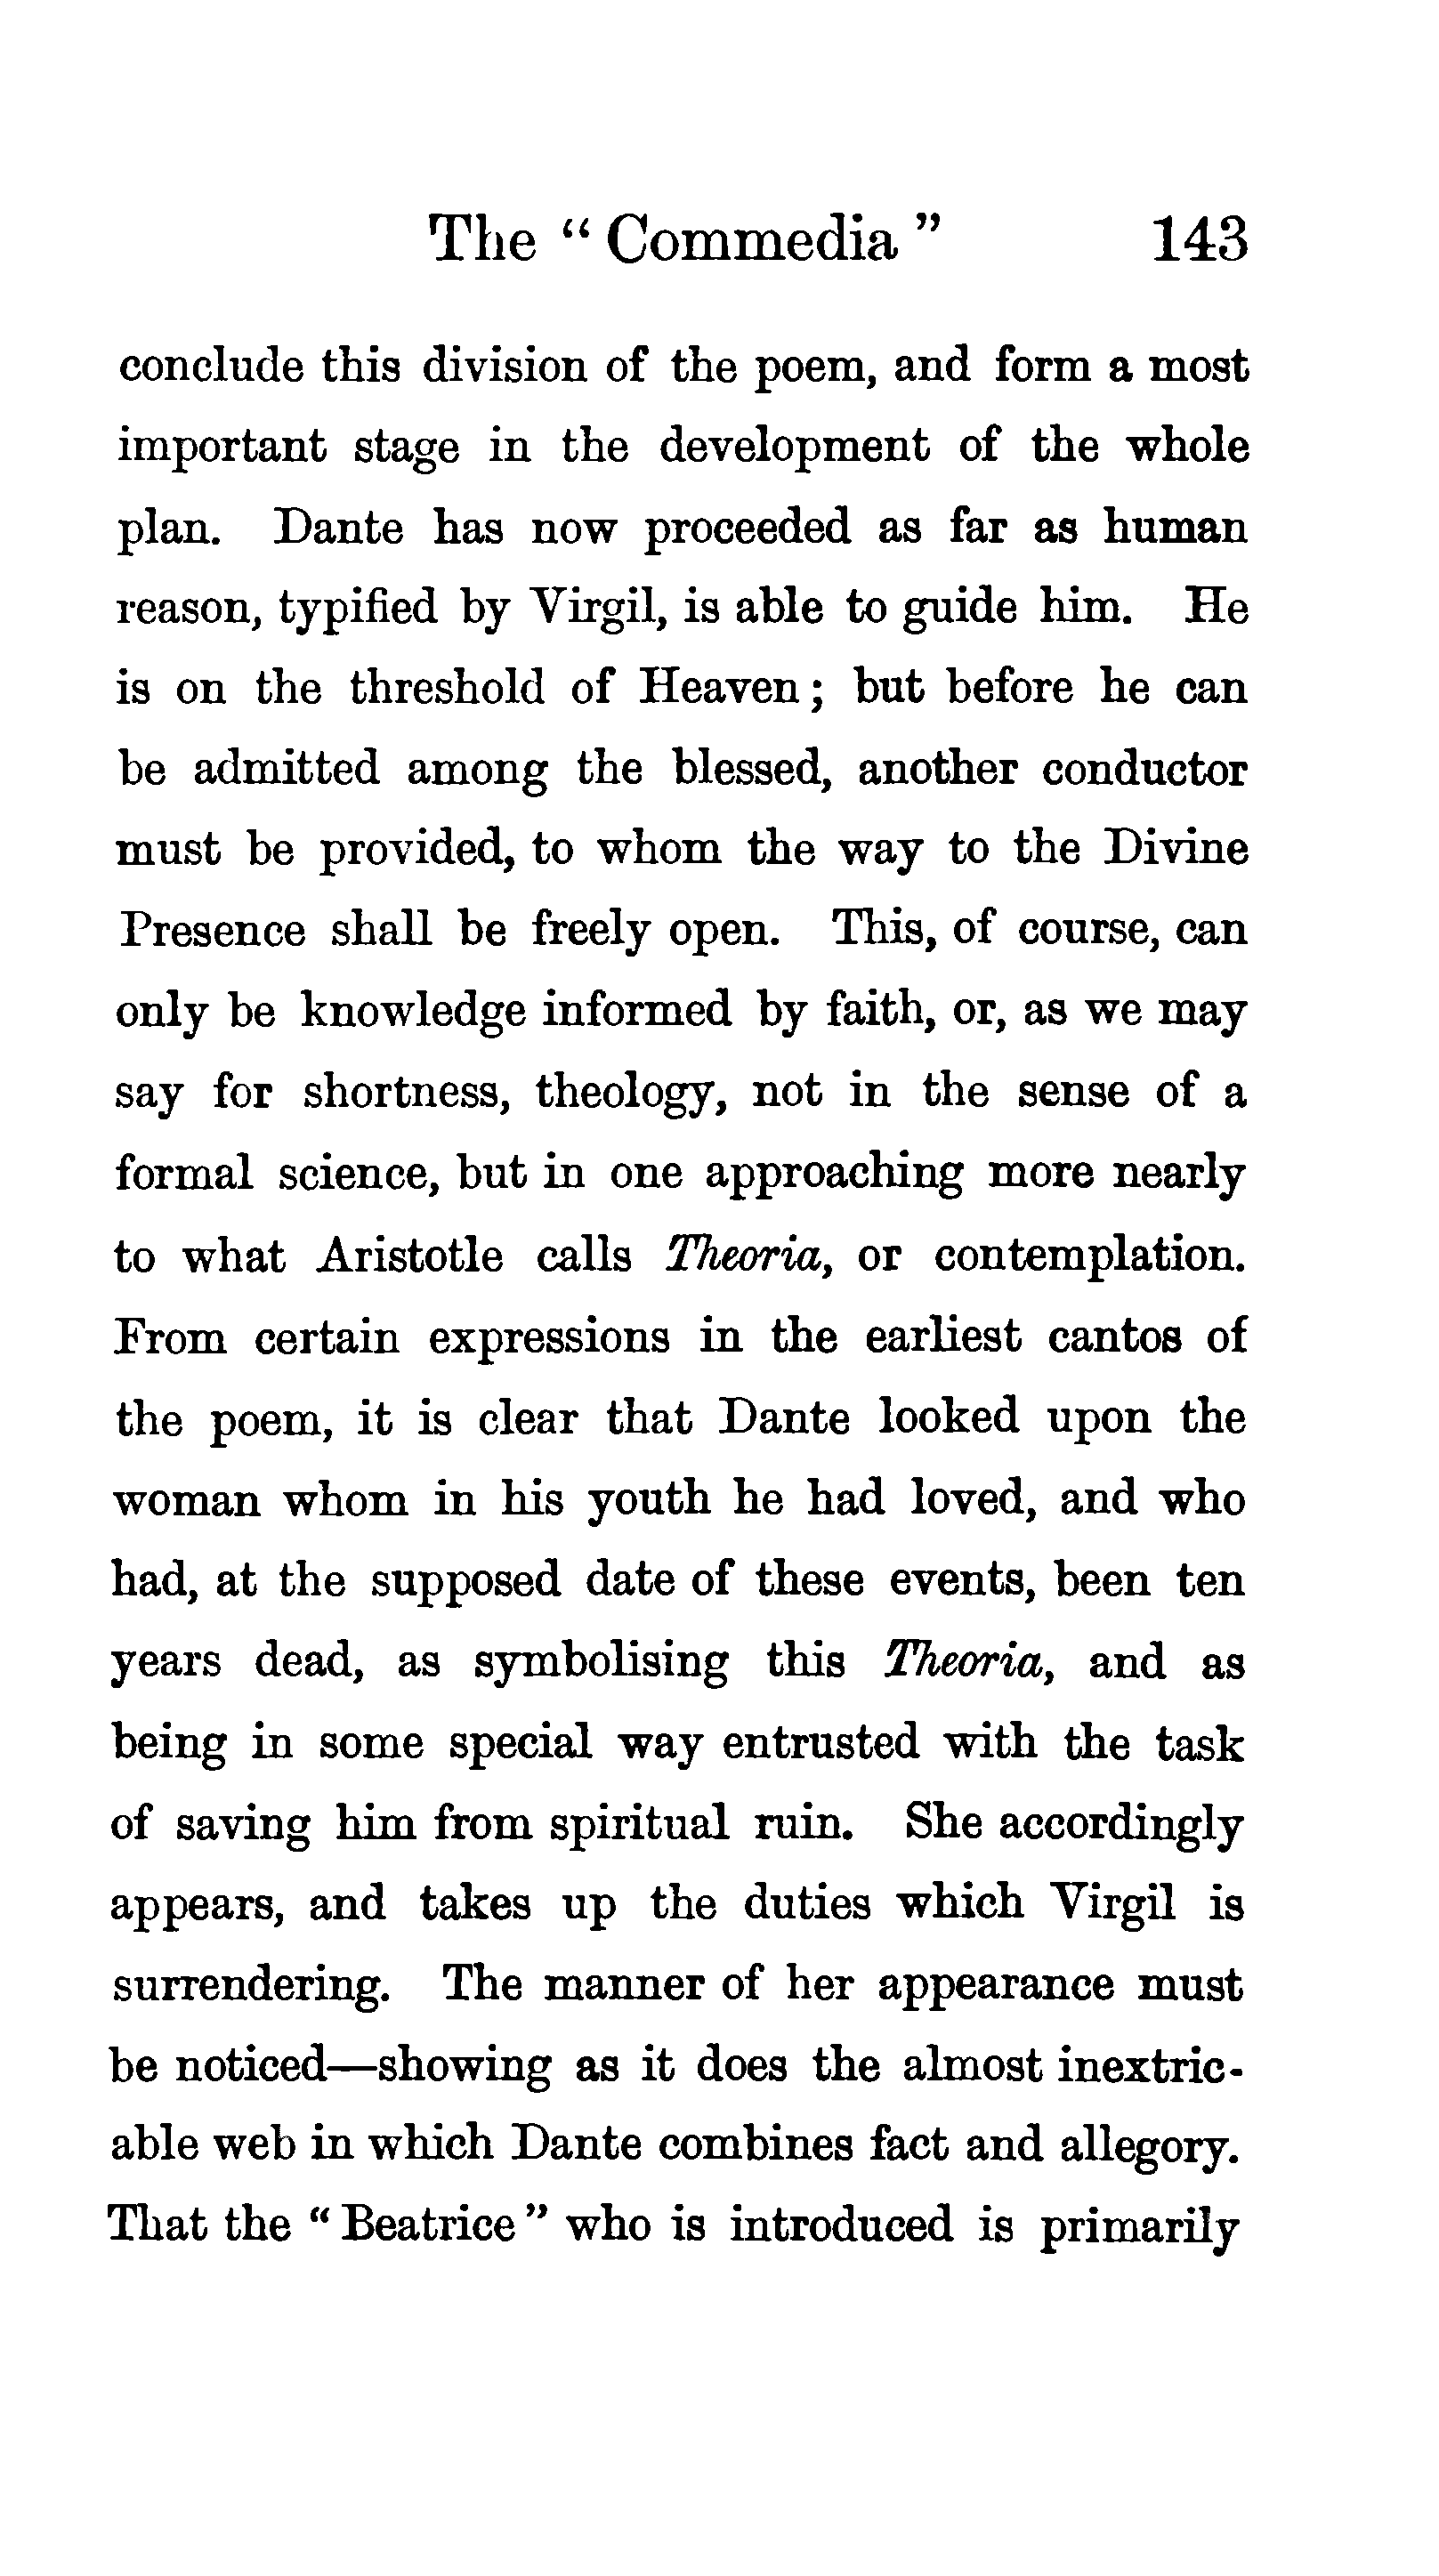 The “ Commedia ” 143
conclude this division of the poem, and form a most
important stage in the development of the whole
plan. Dante has now proceeded as far as human
reason, typified by Virgil, is able to guide him. He
is on the threshold of Heaven ; but before he can
be admitted among the blessed, another conductor
must be provided, to whom the way to the Divine
Presence shall be freely open. This, of course, can
only be knowledge informed by faith, or, as we may
say for shortness, theology, not in the sense of a
formal science, but in one approaching more nearly
to what Aristotle calls Theoria, or contemplation.
From certain expressions in the earliest cantos of
the poem, it is clear that Dante looked upon the
woman whom in his youth he had loved, and who
had, at the supposed date of these events, been ten
years dead, as symbolising this Theoria, and as
being in some special way entrusted with the task
of saving him from spiritual ruin. She accordingly
appears, and takes up the duties which Virgil is
surrendering. The manner of her appearance must
be noticed—showing as it does the almost inextric-
able web in which Dante combines fact and allegory.
That the “ Beatrice ” who is introduced is primarily